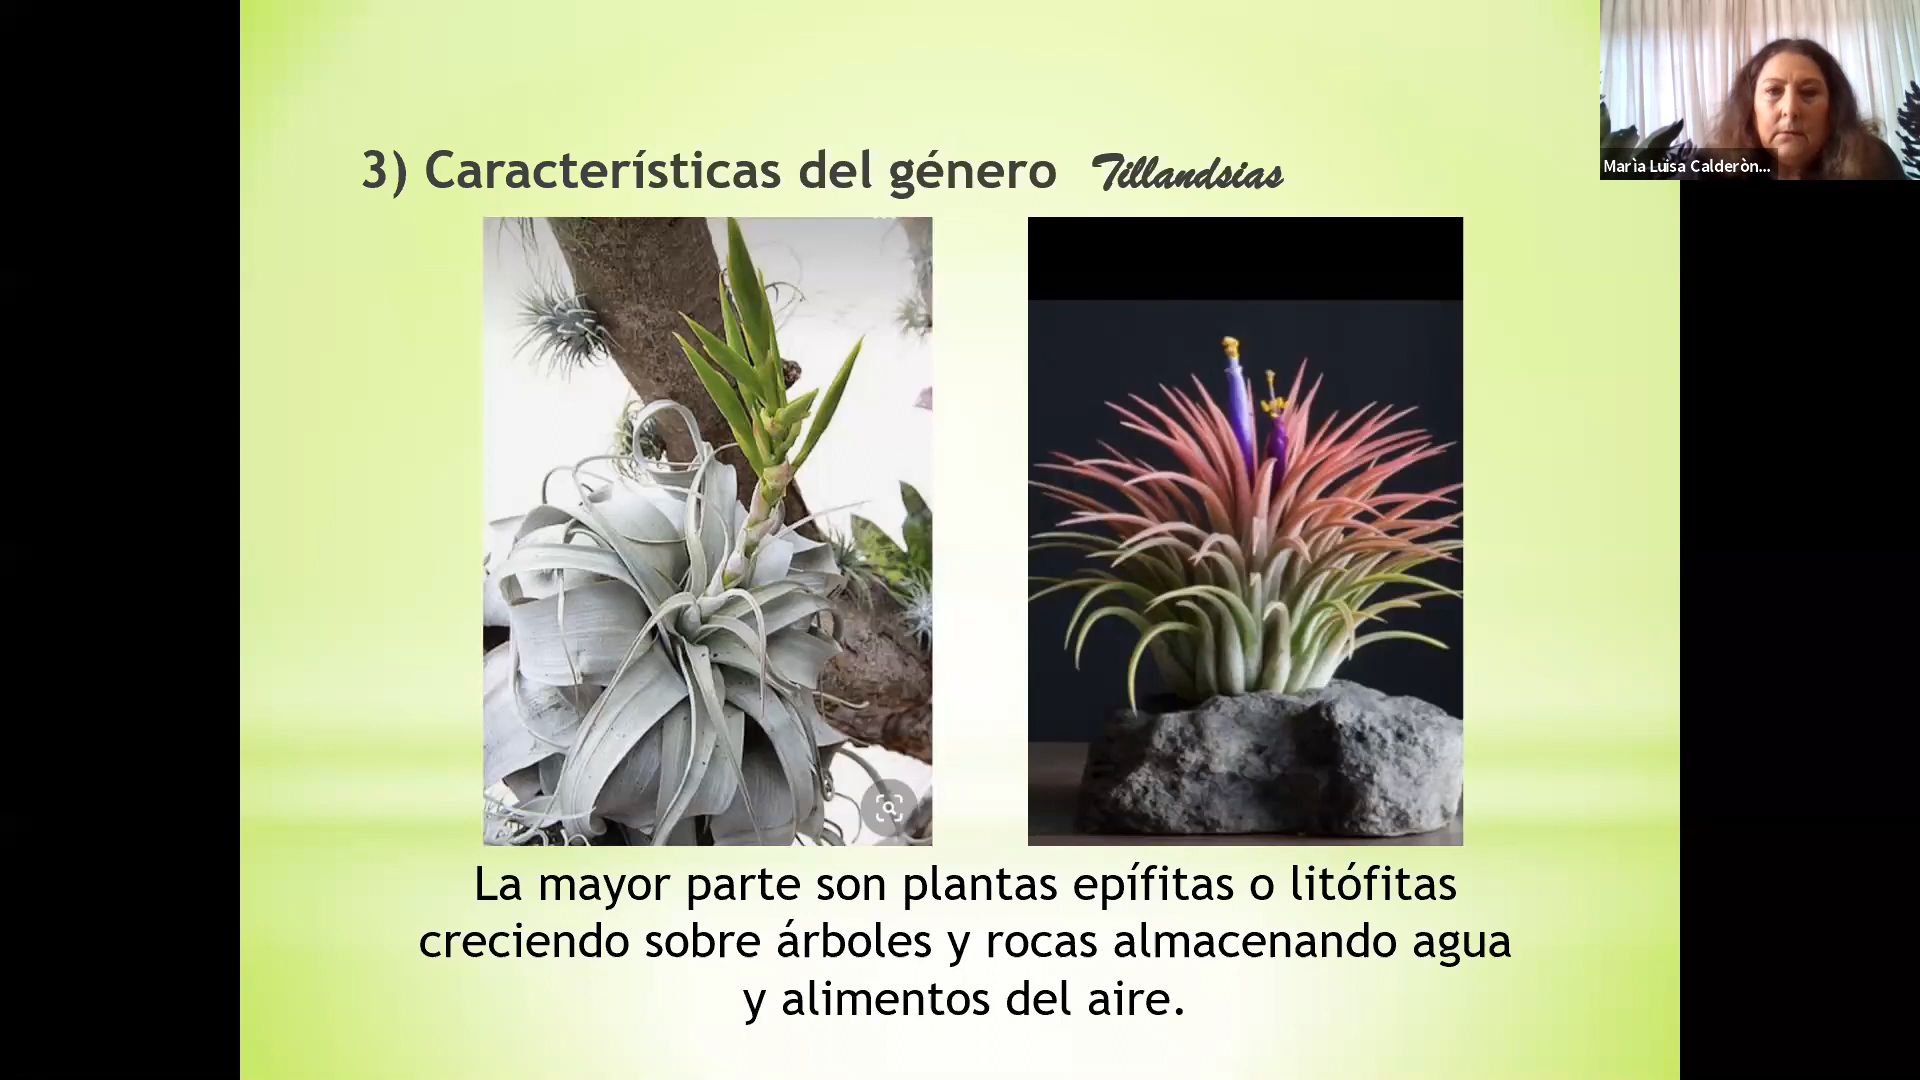 3) Características del género Tillandsias
Marìa Luisa Calderòn...
La mayor parte son plantas epífitas o litófitas
creciendo sobre árboles y rocas almacenando agua
y alimentos del aire.